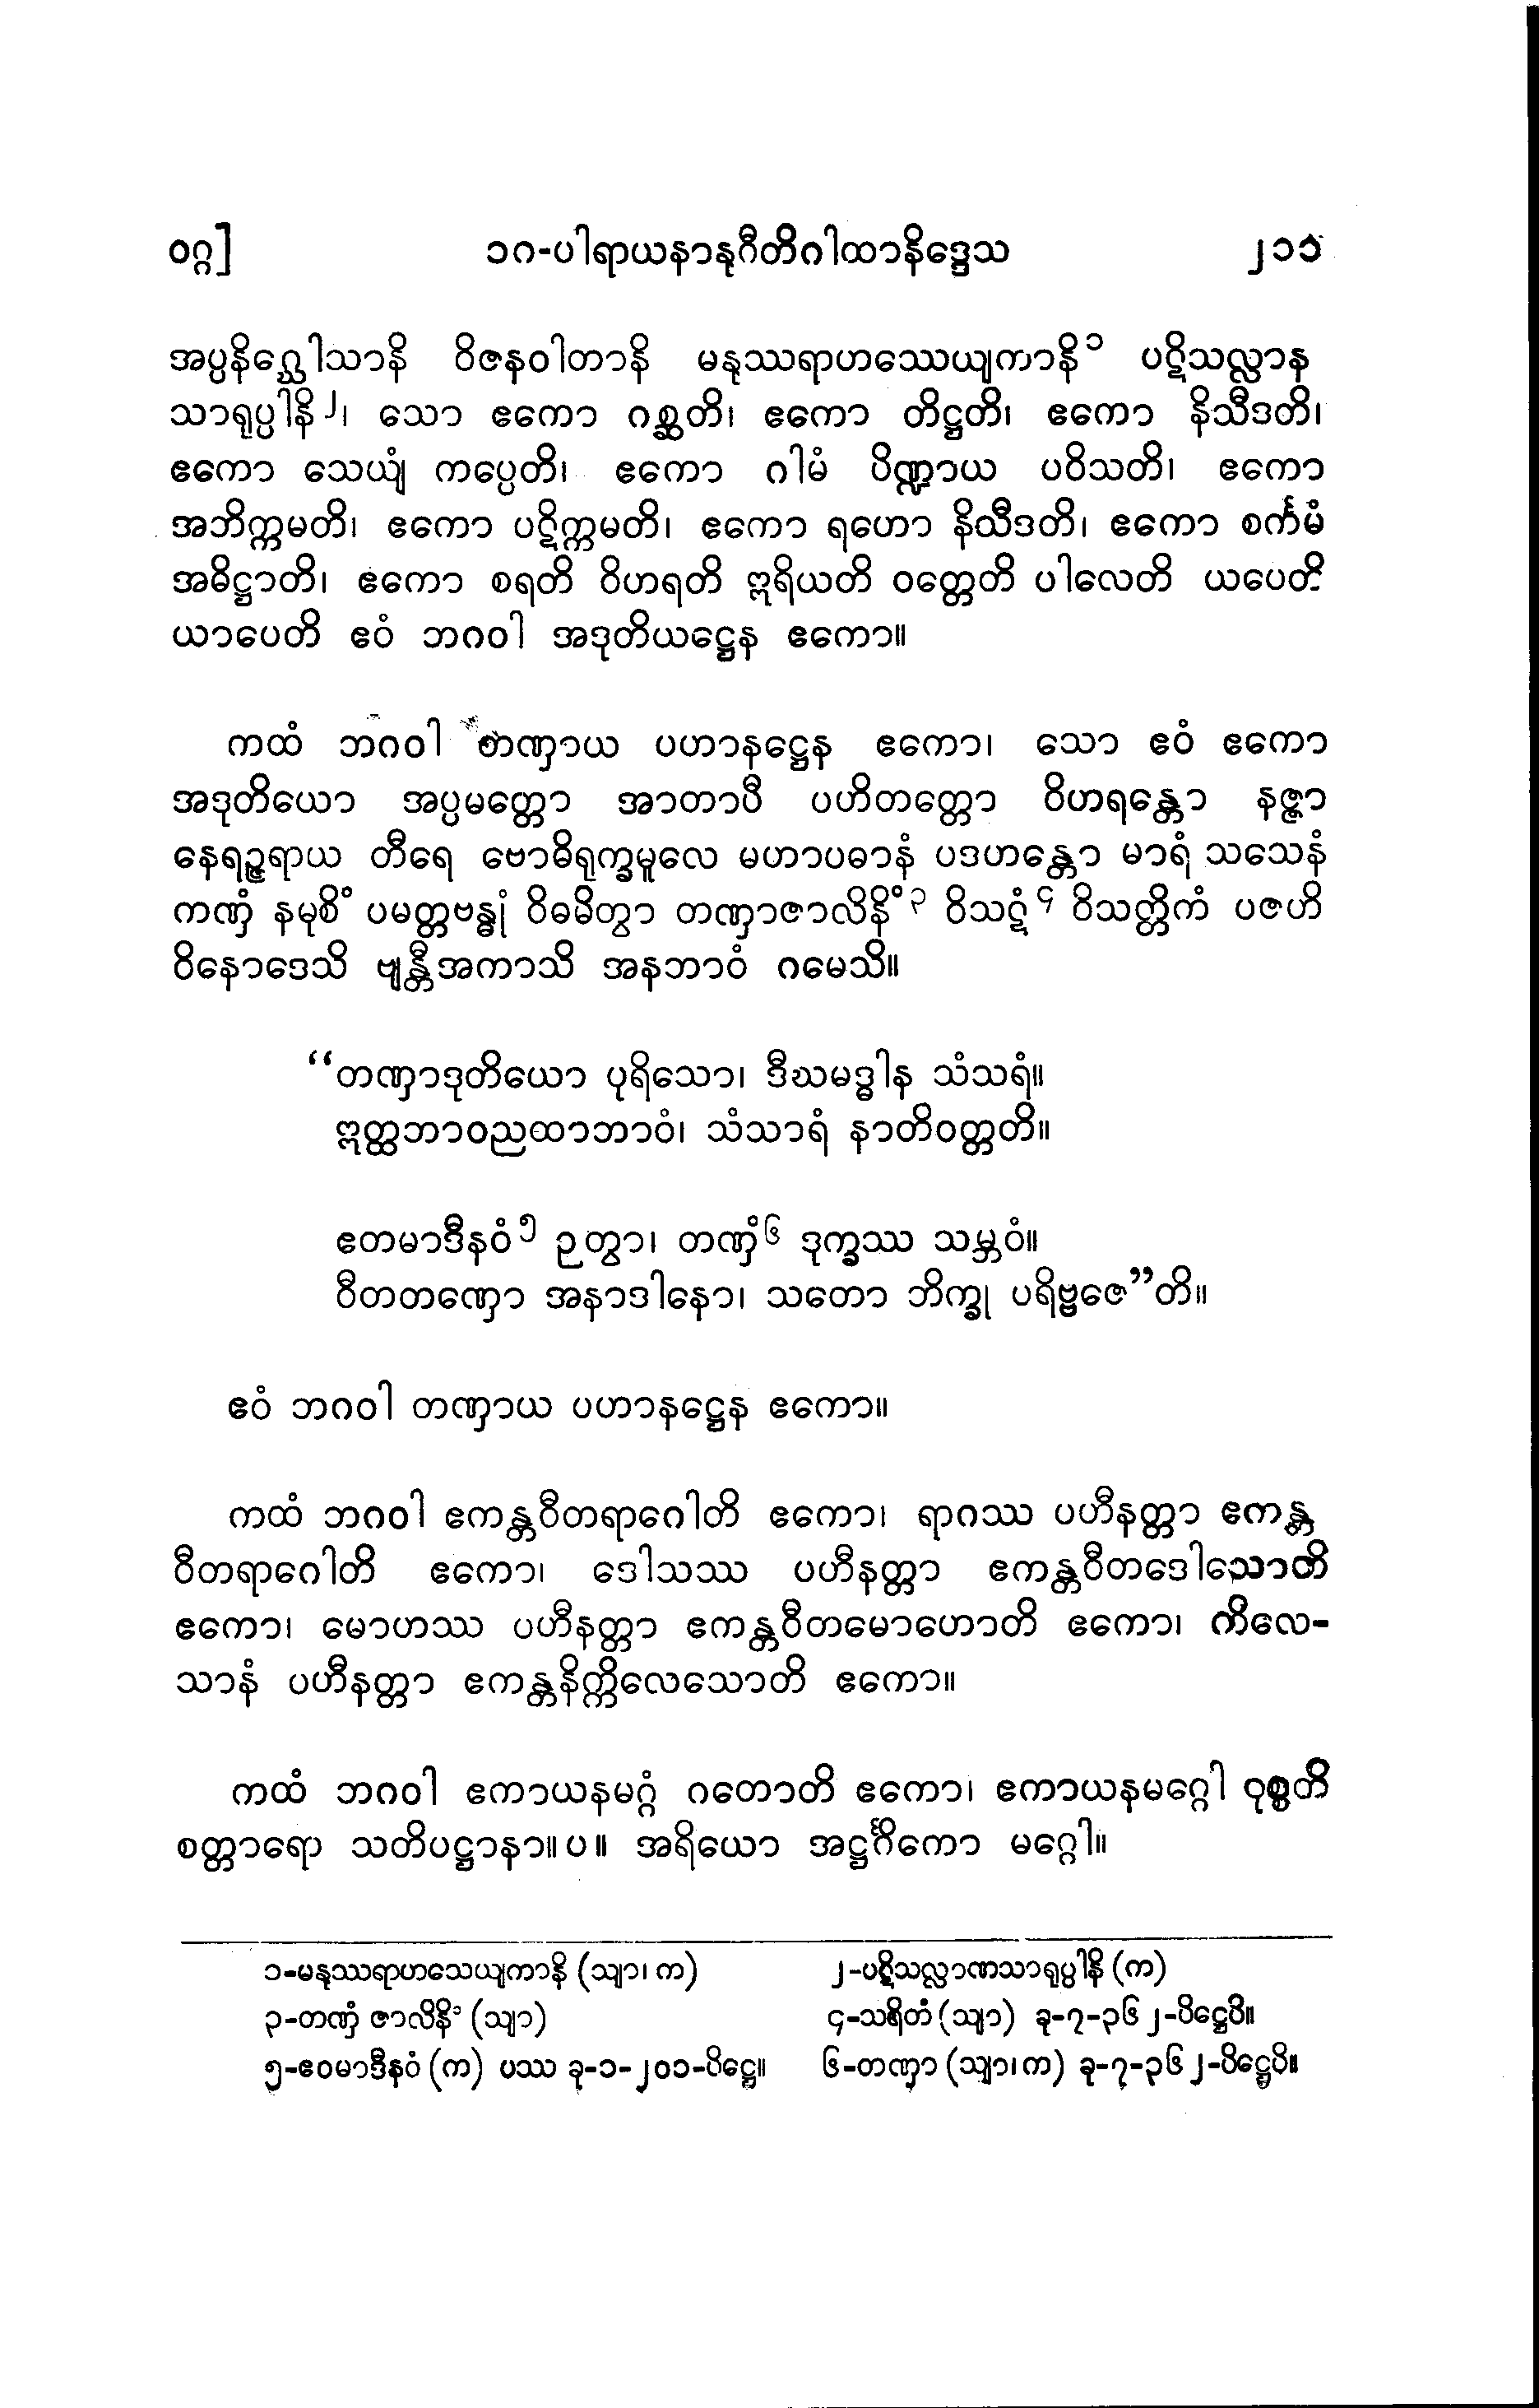 ဝဂ္ဂ] ၁၈-ပါရာယနာနုဂီတိဂါထာနိဒ္ဒေသ ၂၁၁
အပ္ပနိဂ္ဃေါသာနိ ဝိဇနဝါတာနိ မနုဿရာဟဿေယျကာနိ၁ ပဋိသလ္လာန
သာရုပ္ပါနိ၂၊ သော ဧကော ဂစ္ဆတိ၊ ဧကော တိဋ္ဌတိ၊ ဧကော နိသီဒတိ၊
ဧကော သေယျံ ကပ္ပေတိ၊ ဧကော ဂါမံ ပိဏ္ဍာယ ပဝိသတိ၊ ဧကော
အဘိက္ကမတိ၊ ဧကော ပဋိက္ကမတိ၊ ဧကော ရဟော နိသီဒတိ၊ ဧကော စင်္ကမံ
အဓိဋ္ဌာတိ၊ ဧကော စရတိ ဝိဟရတိ ဣရိယတိ ဝတ္တေတိ ပါလေတိ ယပေတိ
ယာပေတိ ဧဝံ ဘဂဝါ အဒုတိယဋ္ဌေန ဧကော။
ကထံ ဘဂဝါ တဏှာယ ပဟာနဋ္ဌေန ဧကော၊ သော ဧဝံ ဧကော
အဒုတိယော အပ္ပမတ္တော အာတာပီ ပဟိတတ္တော ဝိဟရန္တော နဇ္ဇာ
နေရဉ္ဇရာယ တီရေ ဗောဓိရုက္ခမူလေ မဟာပဓာနံ ပဒဟန္တော မာရံ သသေနံ
ကဏှံ နမုစိံ ပမတ္တဗန္ဓုံ ဝိဓမိတွာ တဏှာဇာလိနိံ၃ ဝိသဋံ၄ ဝိသတ္တိကံ ပဇဟိ
ဝိနောဒေသိ ဗျန္တီအကာသိ အနဘာဝံ ဂမေသိ။
“တဏှာဒုတိယော ပုရိသော၊ ဒီဃမဒ္ဓါန သံသရံ။
ဣတ္ထဘာဝညထာဘာဝံ၊ သံသာရံ နာတိဝတ္တတိ။
ဧတမာဒီနဝံ၅ ဉတွာ၊ တဏှံ၆ ဒုက္ခဿ သမ္ဘဝံ။
ဝီတတဏှော အနာဒါနော၊ သတော ဘိက္ခု ပရိဗ္ဗဇေ”တိ။
ဧဝံ ဘဂဝါ တဏှာယ ပဟာနဋ္ဌေန ဧကော။
ကထံ ဘဂဝါ ဧကန္တဝီတရာဂေါတိ ဧကော၊ ရာဂဿ ပဟီနတ္တာ ဧကန္တ
ဝီတရာဂေါတိ ဧကော၊ ဒေါသဿ ပဟီနတ္တာ ဧကန္တဝီတဒေါသောတိ
ဧကော၊ မောဟဿ ပဟီနတ္တာ ဧကန္တဝီတမောဟောတိ ဧကော၊ ကိလေ-
သာနံ ပဟီနတ္တာ ဧကန္တနိက္ကိလေသောတိ ဧကော။
ကထံ ဘဂဝါ ဧကာယနမဂ္ဂံ ဂတောတိ ဧကော၊ ဧကာယနမဂ္ဂေါ ဝုစ္စတိ
စတ္တာရော သတိပဋ္ဌာနာ။ ပ။ အရိယော အဋ္ဌင်္ဂိကော မဂ္ဂေါ။
၁-မနုဿရာဟသေယျကာနိ (သျာ၊ က) ၂-ပဋိသလ္လာဏသာရုပ္ပါနိ (က)
၃-တဏှံ ဇာလိနိံ (သျာ) ၄-သရိတံ (သျာ) ခု-၇-၃၆၂-ပိဋ္ဌေပိ။
၅-ဧဝမာဒီနဝံ (က) ပဿ ခု-၁-၂၀၁-ပိဋ္ဌေ။ ၆-တဏှာ (သျာ၊ က) ခု-၇-၃၆၂-ပိဋ္ဌေပိ။